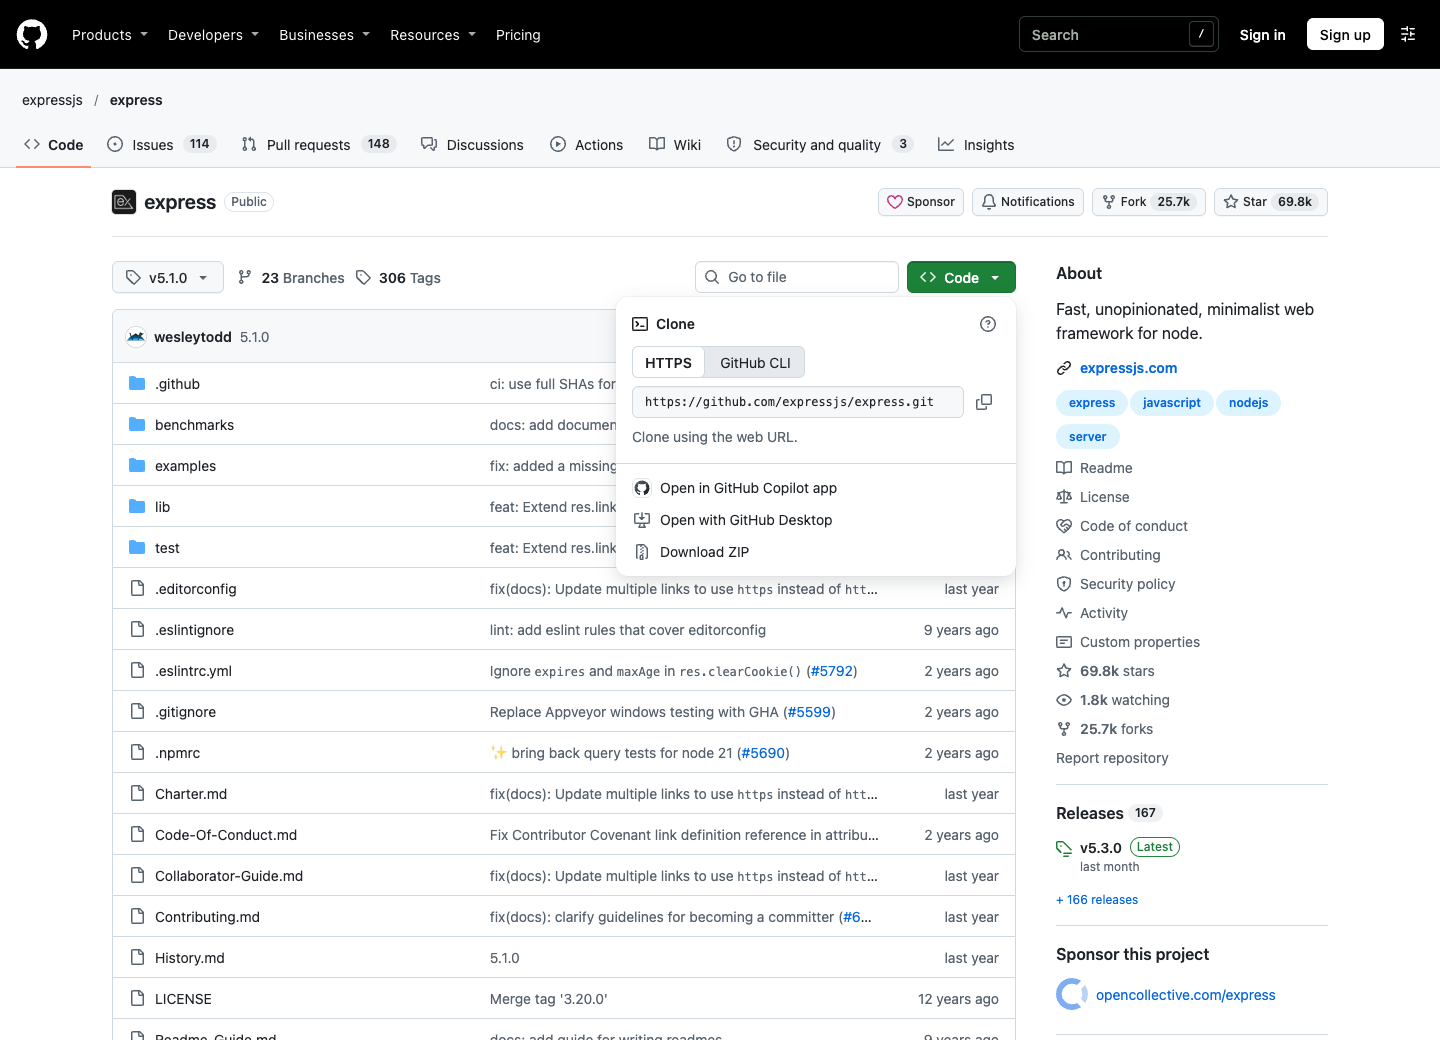 Products Developers Businesses Resources Pricing Search / Sign in Sign up
expressjs / express
Code Issues 114 Pull requests 148 Discussions Actions Wiki Security and quality 3 Insights
express Public Sponsor Notifications Fork 25.7k Star 69.8k
v5.1.0 23 Branches 306 Tags Go to file Code
wesleytodd 5.1.0
.github ci: use full SHAs for
benchmarks docs: add documen
examples fix: added a missing
lib feat: Extend res.link
test feat: Extend res.link
Clone
HTTPS GitHub CLI
https://github.com/expressjs/express.git
Clone using the web URL.
Open in GitHub Copilot app
Open with GitHub Desktop
Download ZIP
.editorconfig fix(docs): Update multiple links to use https instead of htt… last year
.eslintignore lint: add eslint rules that cover editorconfig 9 years ago
.eslintrc.yml Ignore expires and maxAge in res.clearCookie() (#5792) 2 years ago
.gitignore Replace Appveyor windows testing with GHA (#5599) 2 years ago
.npmrc ✨ bring back query tests for node 21 (#5690) 2 years ago
Charter.md fix(docs): Update multiple links to use https instead of htt… last year
Code-Of-Conduct.md Fix Contributor Covenant link definition reference in attribu… 2 years ago
Collaborator-Guide.md fix(docs): Update multiple links to use https instead of htt… last year
Contributing.md fix(docs): clarify guidelines for becoming a committer (#6… last year
History.md 5.1.0 last year
LICENSE Merge tag '3.20.0' 12 years ago
Readme-Guide.md docs: add guide for writing readmes 9 years ago
About
Fast, unopinionated, minimalist web
framework for node.
expressjs.com
express javascript nodejs
server
Readme
License
Code of conduct
Contributing
Security policy
Activity
Custom properties
69.8k stars
1.8k watching
25.7k forks
Report repository
Releases 167
v5.3.0 Latest
last month
+ 166 releases
Sponsor this project
opencollective.com/express